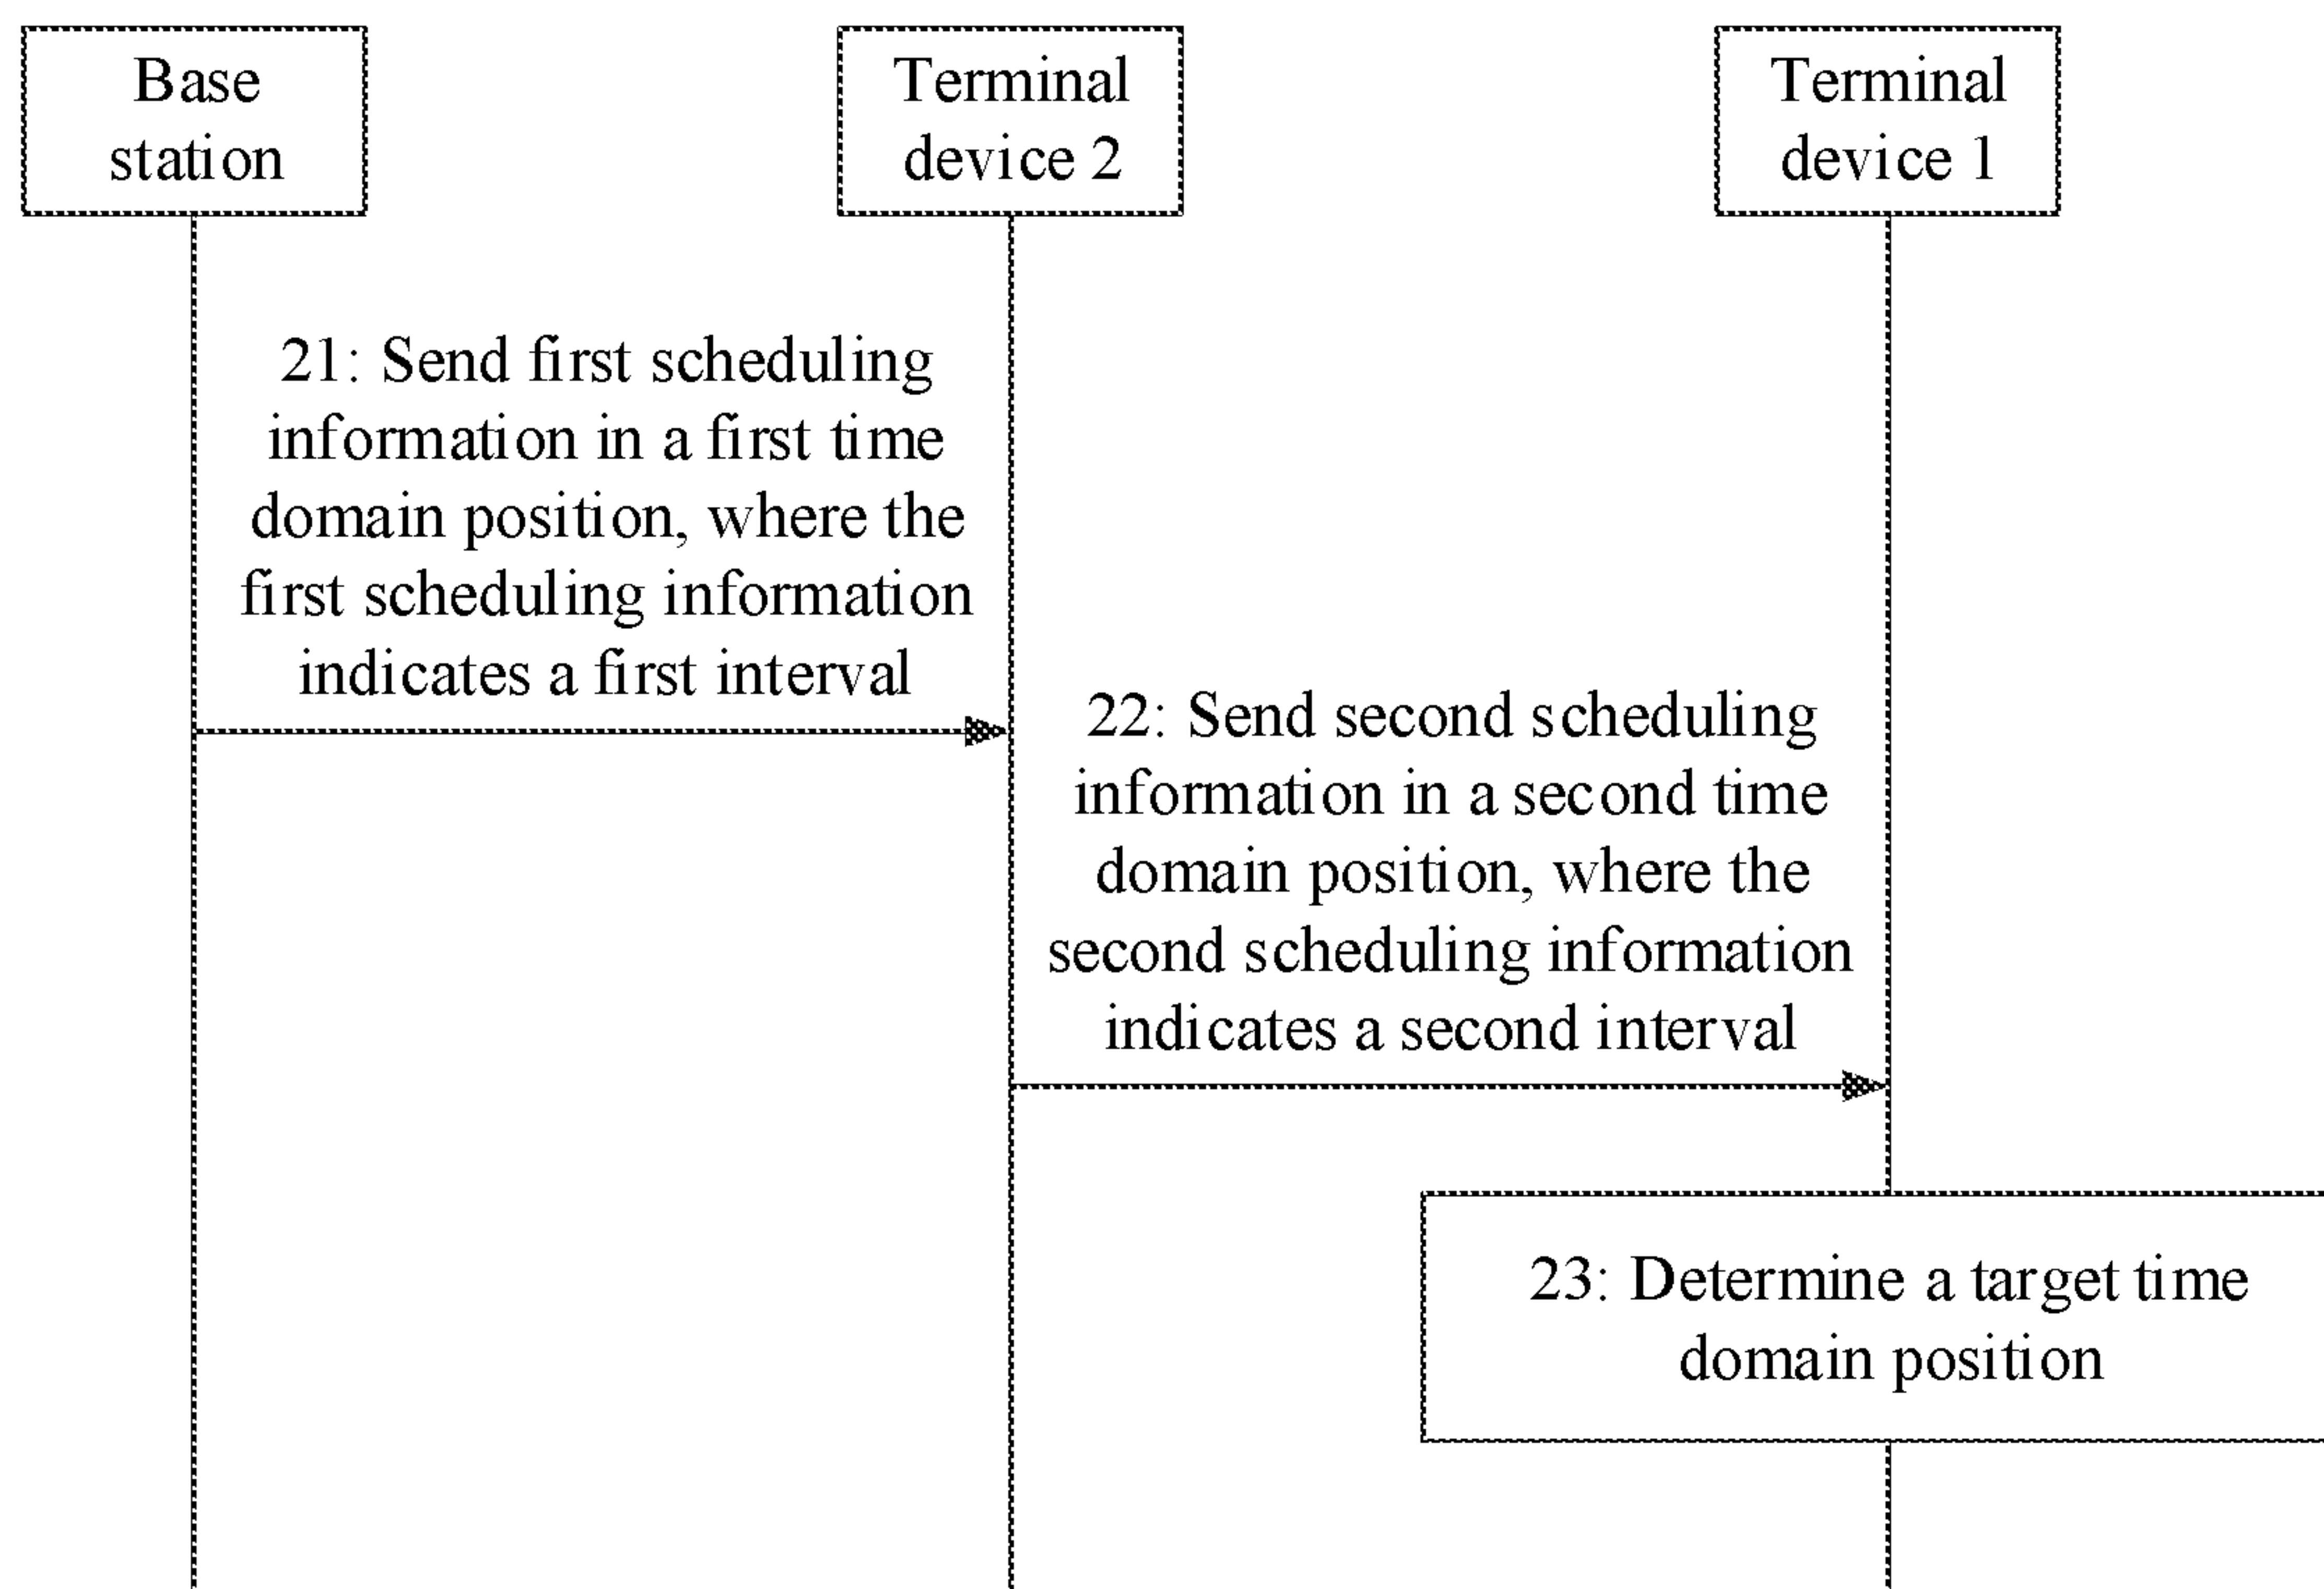 Base
station
Terminal
device 2
Terminal
device 1
21: Send first scheduling
information in a first time
domain position, where the
first scheduling information
indicates a first interval
22: Send second scheduling
information in a second time
domain position, where the
second scheduling information
indicates a second interval
23: Determine a target time
domain position